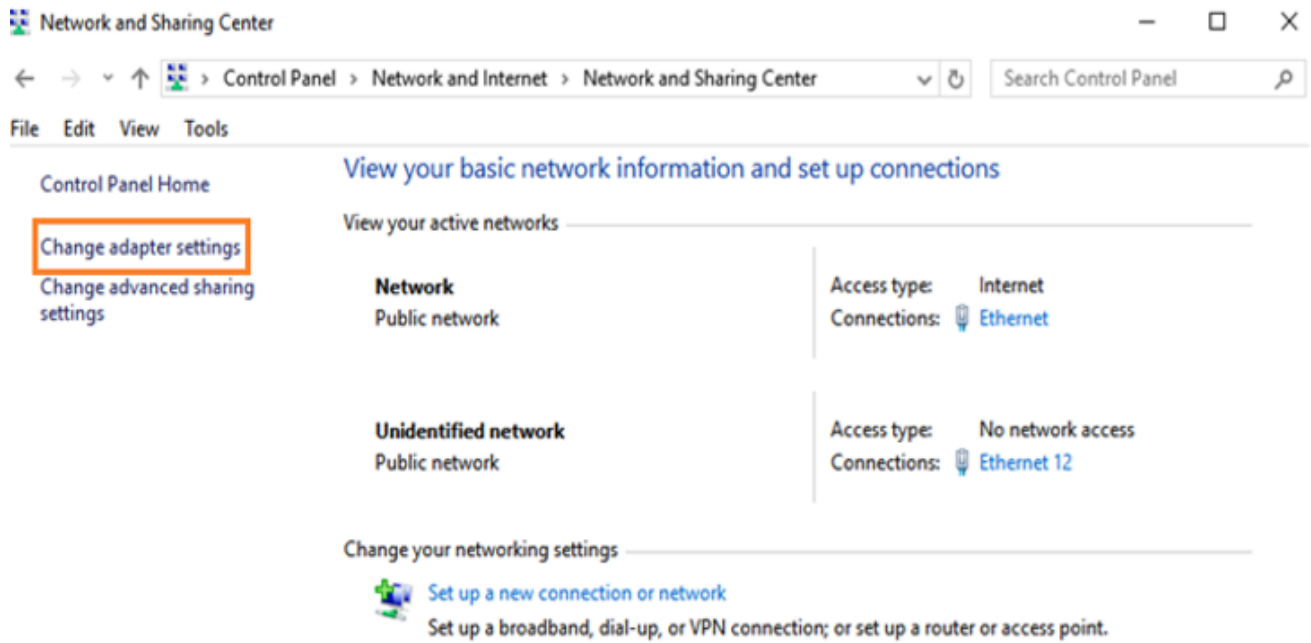 Network and Sharing Center
Control Panel > Network and Internet > Network and Sharing Center
Search Control Panel
File Edit View Tools
Control Panel Home
Change adapter settings
Change advanced sharing
settings
View your basic network information and set up connections
View your active networks
Network
Public network
Access type: Internet
Connections: Ethernet
Unidentified network
Public network
Access type: No network access
Connections: Ethernet 12
Change your networking settings
Set up a new connection or network
Set up a broadband, dial-up, or VPN connection; or set up a router or access point.